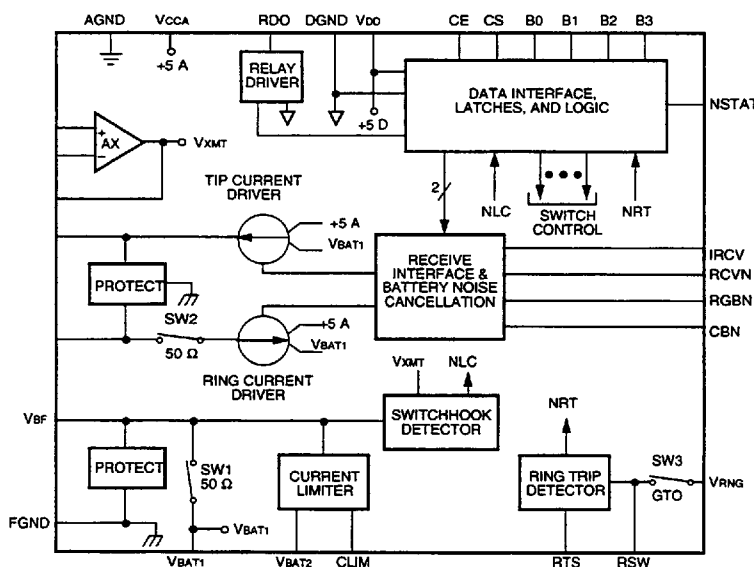 AGND VCCA RDO DGND VDD CE CS B0 B1 B2 B3
+5 A
RELAY
DRIVER
+5 D
DATA INTERFACE,
LATCHES, AND LOGIC
NSTAT
+
−
AX
VXMT
TIP CURRENT
DRIVER
2
NLC
SWITCH
CONTROL
NRT
+5 A
VBAT1
RECEIVE
INTERFACE &
BATTERY NOISE
CANCELLATION
IRCV
RCVN
RGBN
CBN
PROTECT
SW2
50 Ω
+5 A
VBAT1
RING CURRENT
DRIVER
VXMT
NLC
SWITCHHOOK
DETECTOR
VBF
PROTECT
SW1
50 Ω
CURRENT
LIMITER
NRT
RING TRIP
DETECTOR
SW3
GTO
VRNG
FGND
VBAT1
VBAT1 VBAT2 CLIM RTS RSW